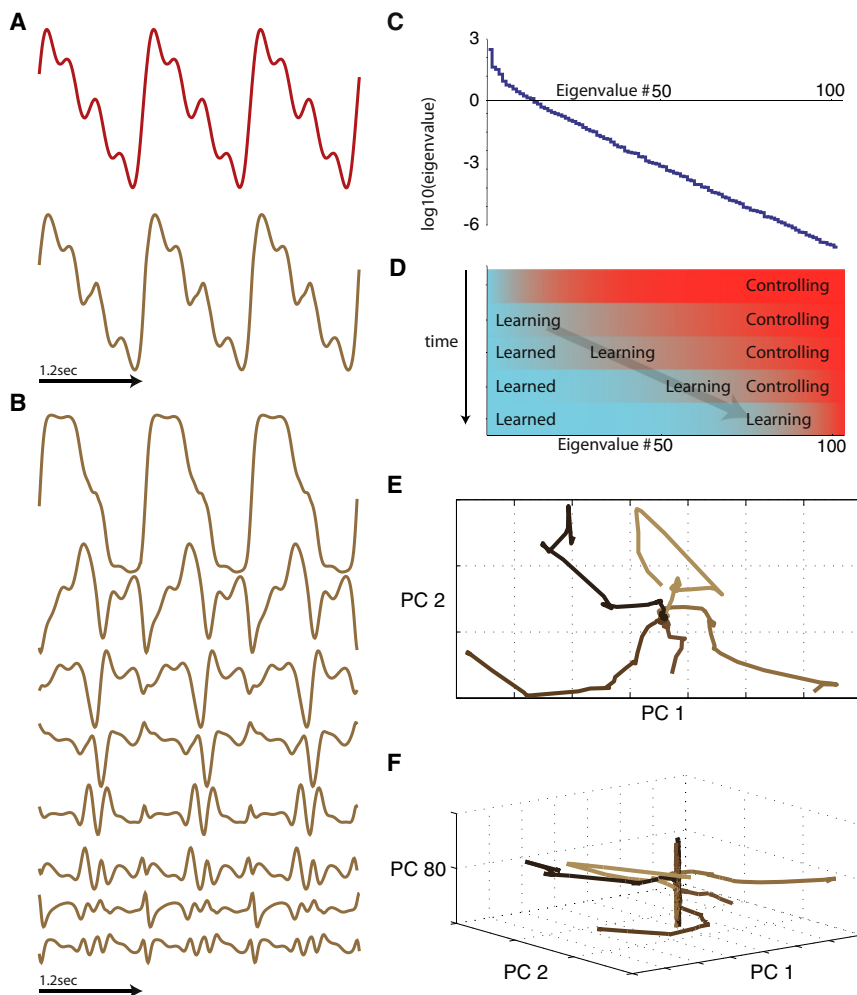 A
1.2sec
B
1.2sec
C
3
0
-3
-6
log10(eigenvalue)
Eigenvalue #
50
100
D
time
Controlling
Learning
Controlling
Learned
Learning
Controlling
Learned
Learning
Controlling
Learned
Learning
Eigenvalue #
50
100
E
PC 2
PC 1
F
PC 80
PC 2
PC 1